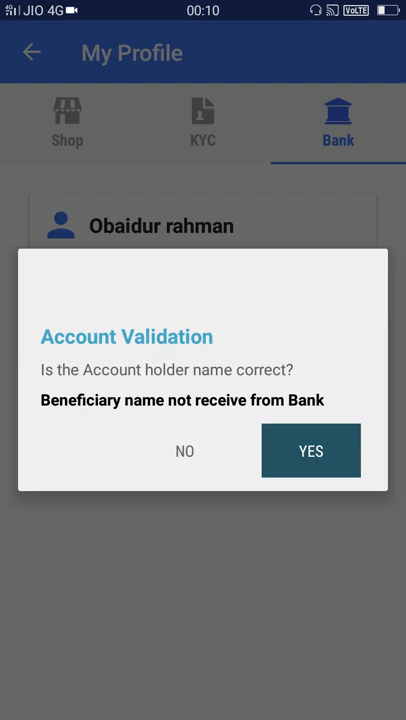 4G JIO 4G 00:10 VoLTE
My Profile
Shop KYC Bank
Obaidur rahman
Account Validation
Is the Account holder name correct?
Beneficiary name not receive from Bank
NO YES